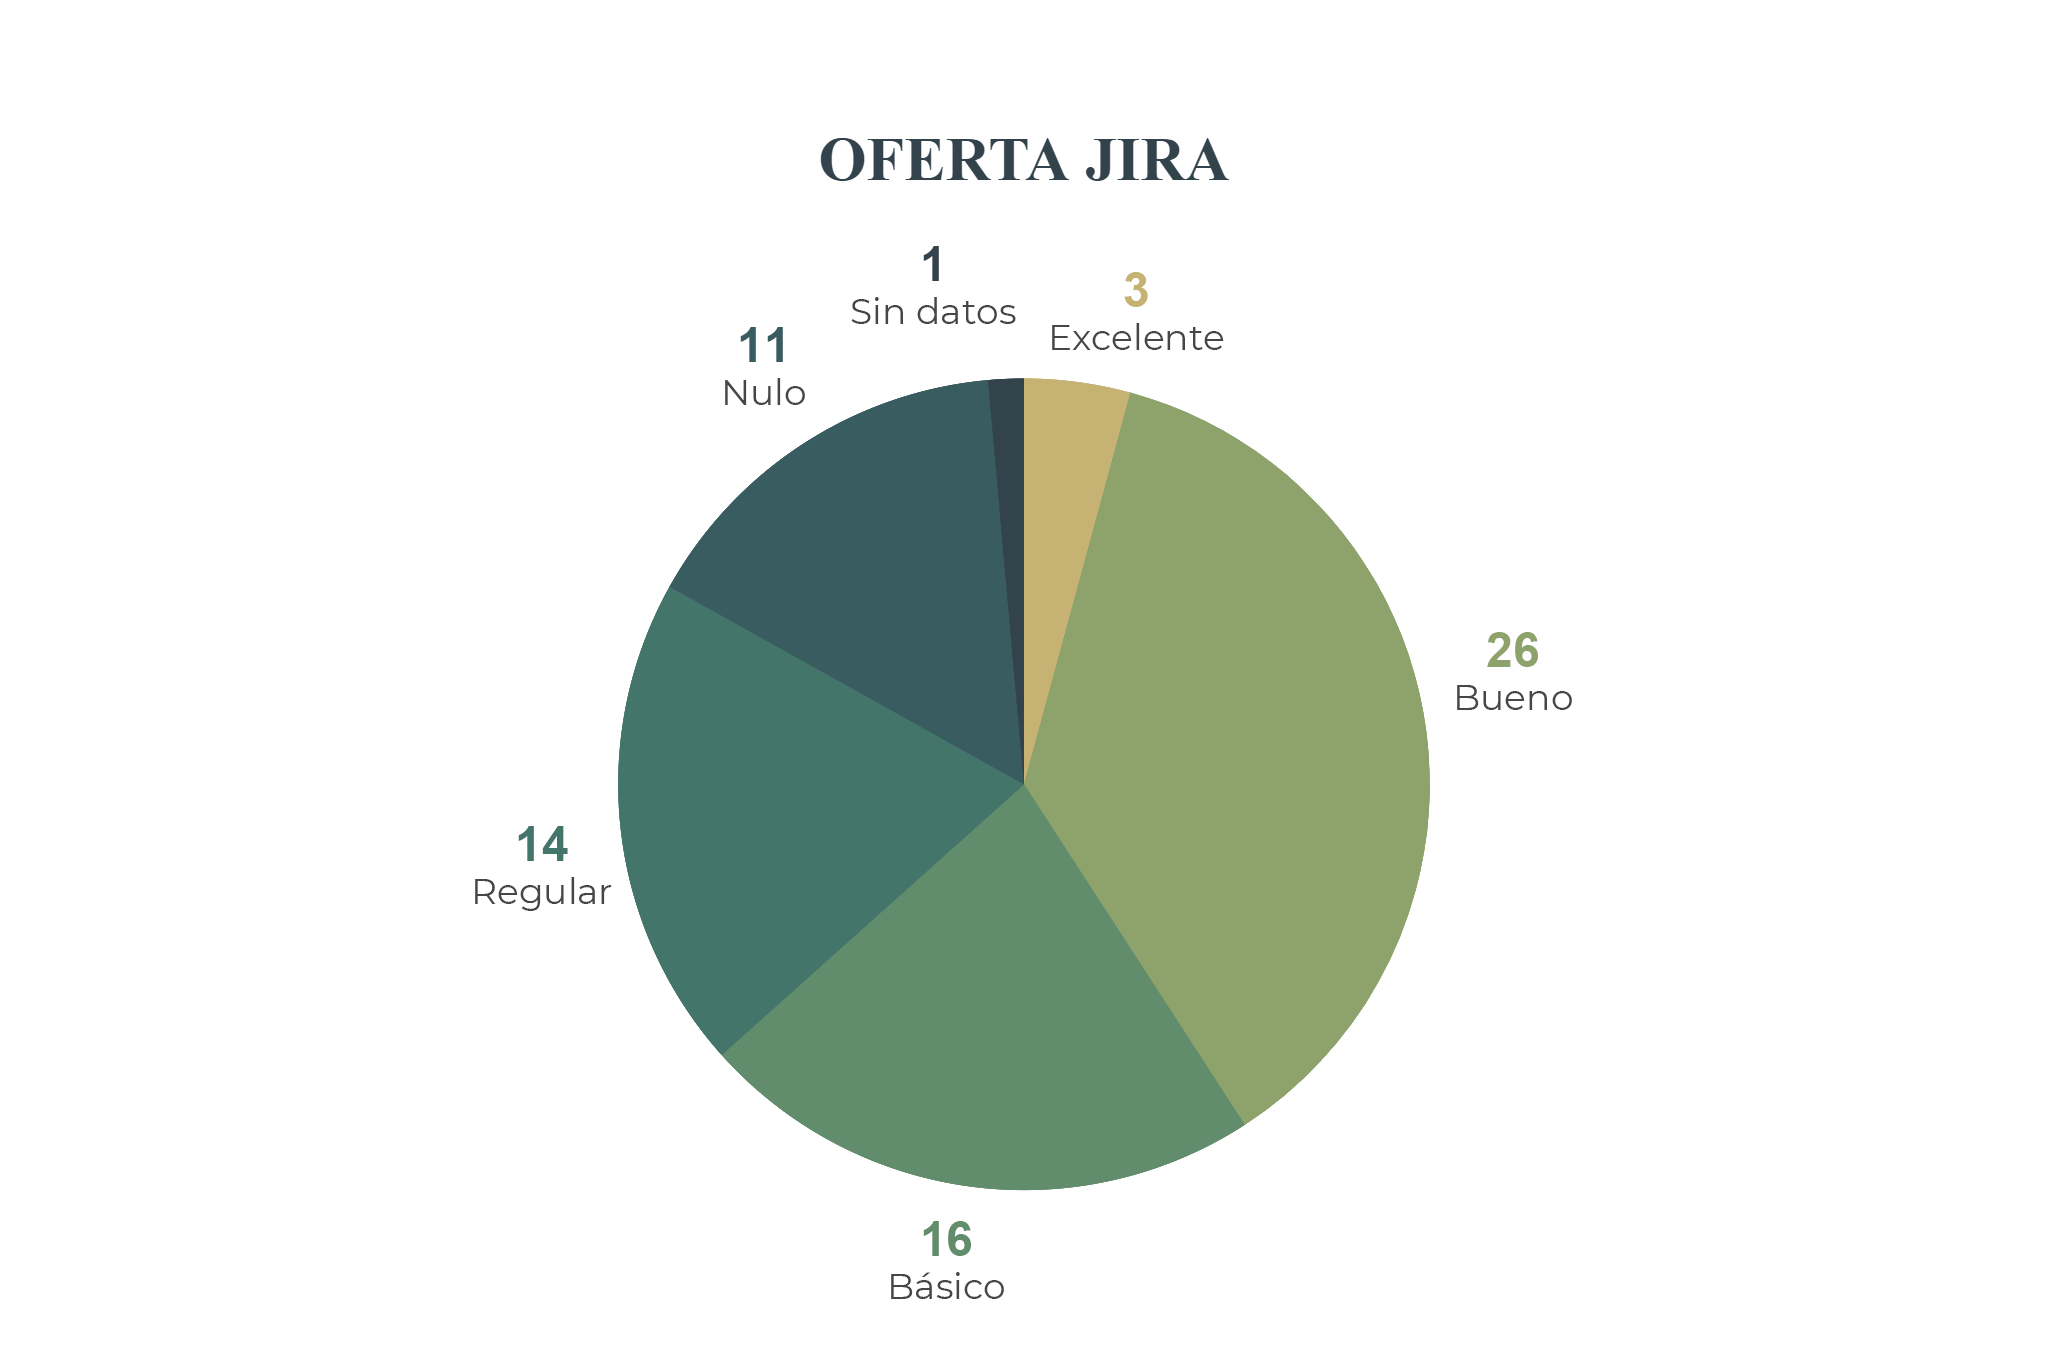 OFERTA JIRA
1
Sin datos
3
Excelente
11
Nulo
26
Bueno
14
Regular
16
Básico